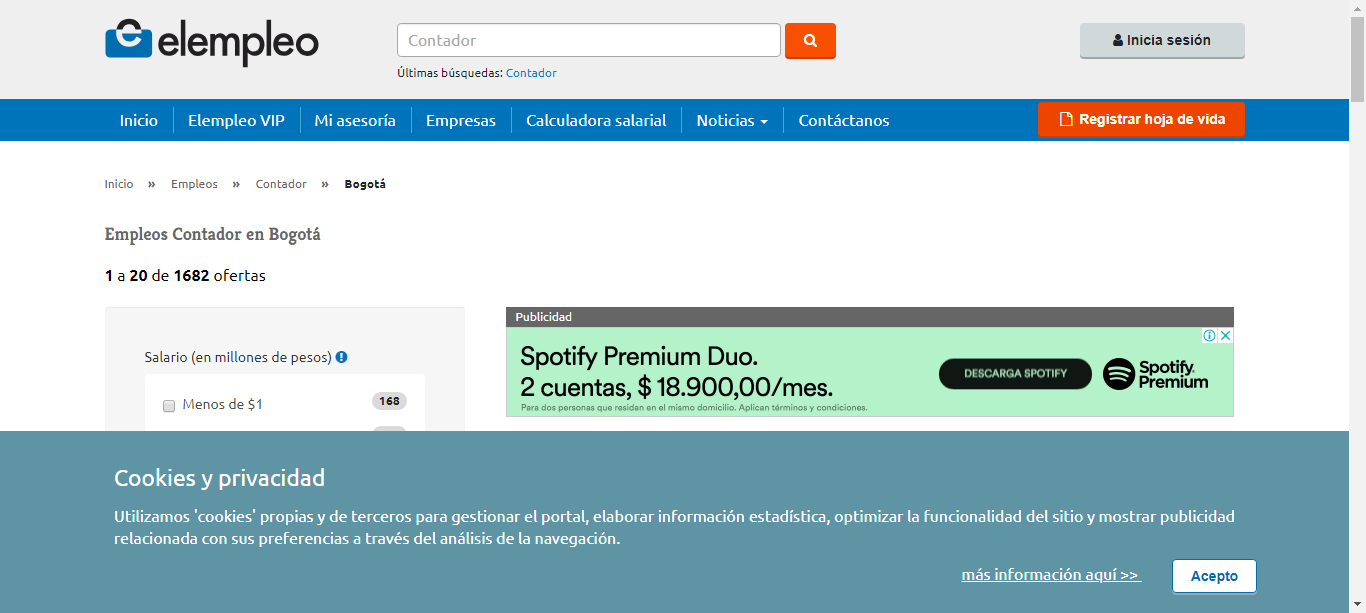 elempleo
Contador
Últimas búsquedas: Contador
Inicia sesión
Inicio Elempleo VIP Mi asesoría Empresas Calculadora salarial Noticias Contáctanos
Registrar hoja de vida
Inicio » Empleos » Contador » Bogotá
Empleos Contador en Bogotá
1 a 20 de 1682 ofertas
Salario (en millones de pesos)
Menos de $1 168
Publicidad
Spotify Premium Duo.
2 cuentas, $ 18.900,00/mes.
Para dos personas que residan en el mismo domicilio. Aplican términos y condiciones.
DESCARGA SPOTIFY
Spotify Premium
Cookies y privacidad
Utilizamos 'cookies' propias y de terceros para gestionar el portal, elaborar información estadística, optimizar la funcionalidad del sitio y mostrar publicidad
relacionada con sus preferencias a través del análisis de la navegación.
más información aquí >>
Acepto